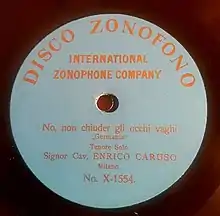 DISCO ZONOFONO
INTERNATIONAL
ZONOPHONE COMPANY
No, non chiuder gli occhi vaghi
„Germania“
Tenore Solo
Signor Cav. ENRICO CARUSO
Milano
No. X-1554.